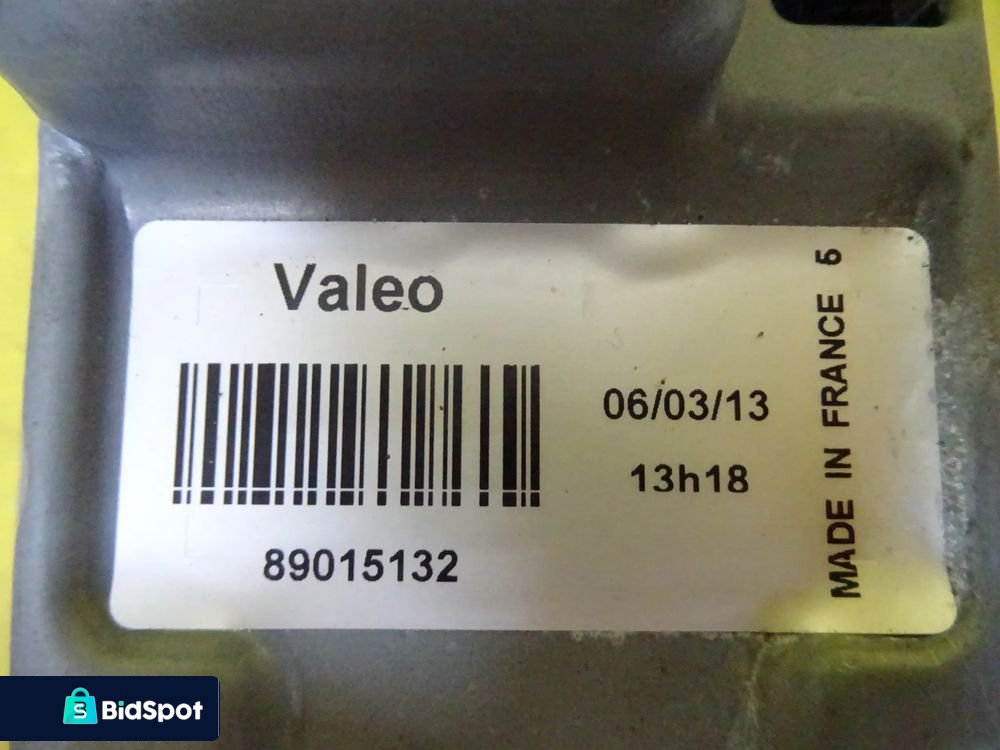 Valeo
06/03/13
13h18
89015132
MADE IN FRANCE 5
BidSpot